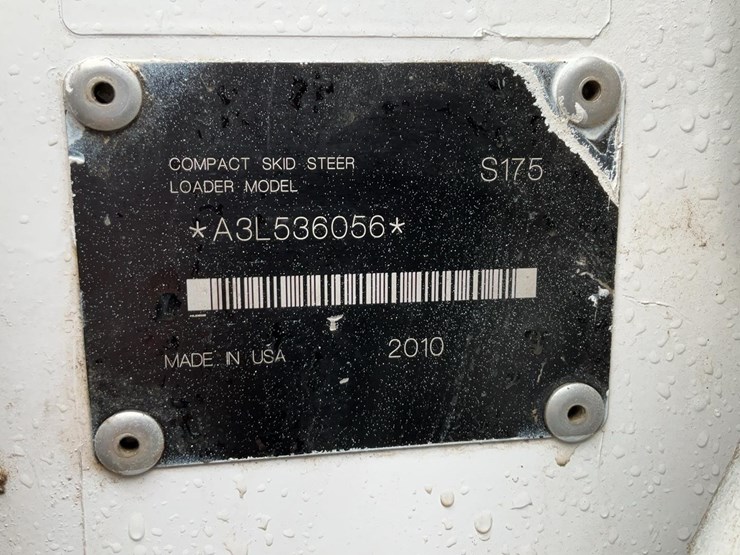 COMPACT SKID STEER
LOADER MODEL S175
*A3L536056*
MADE IN USA 2010